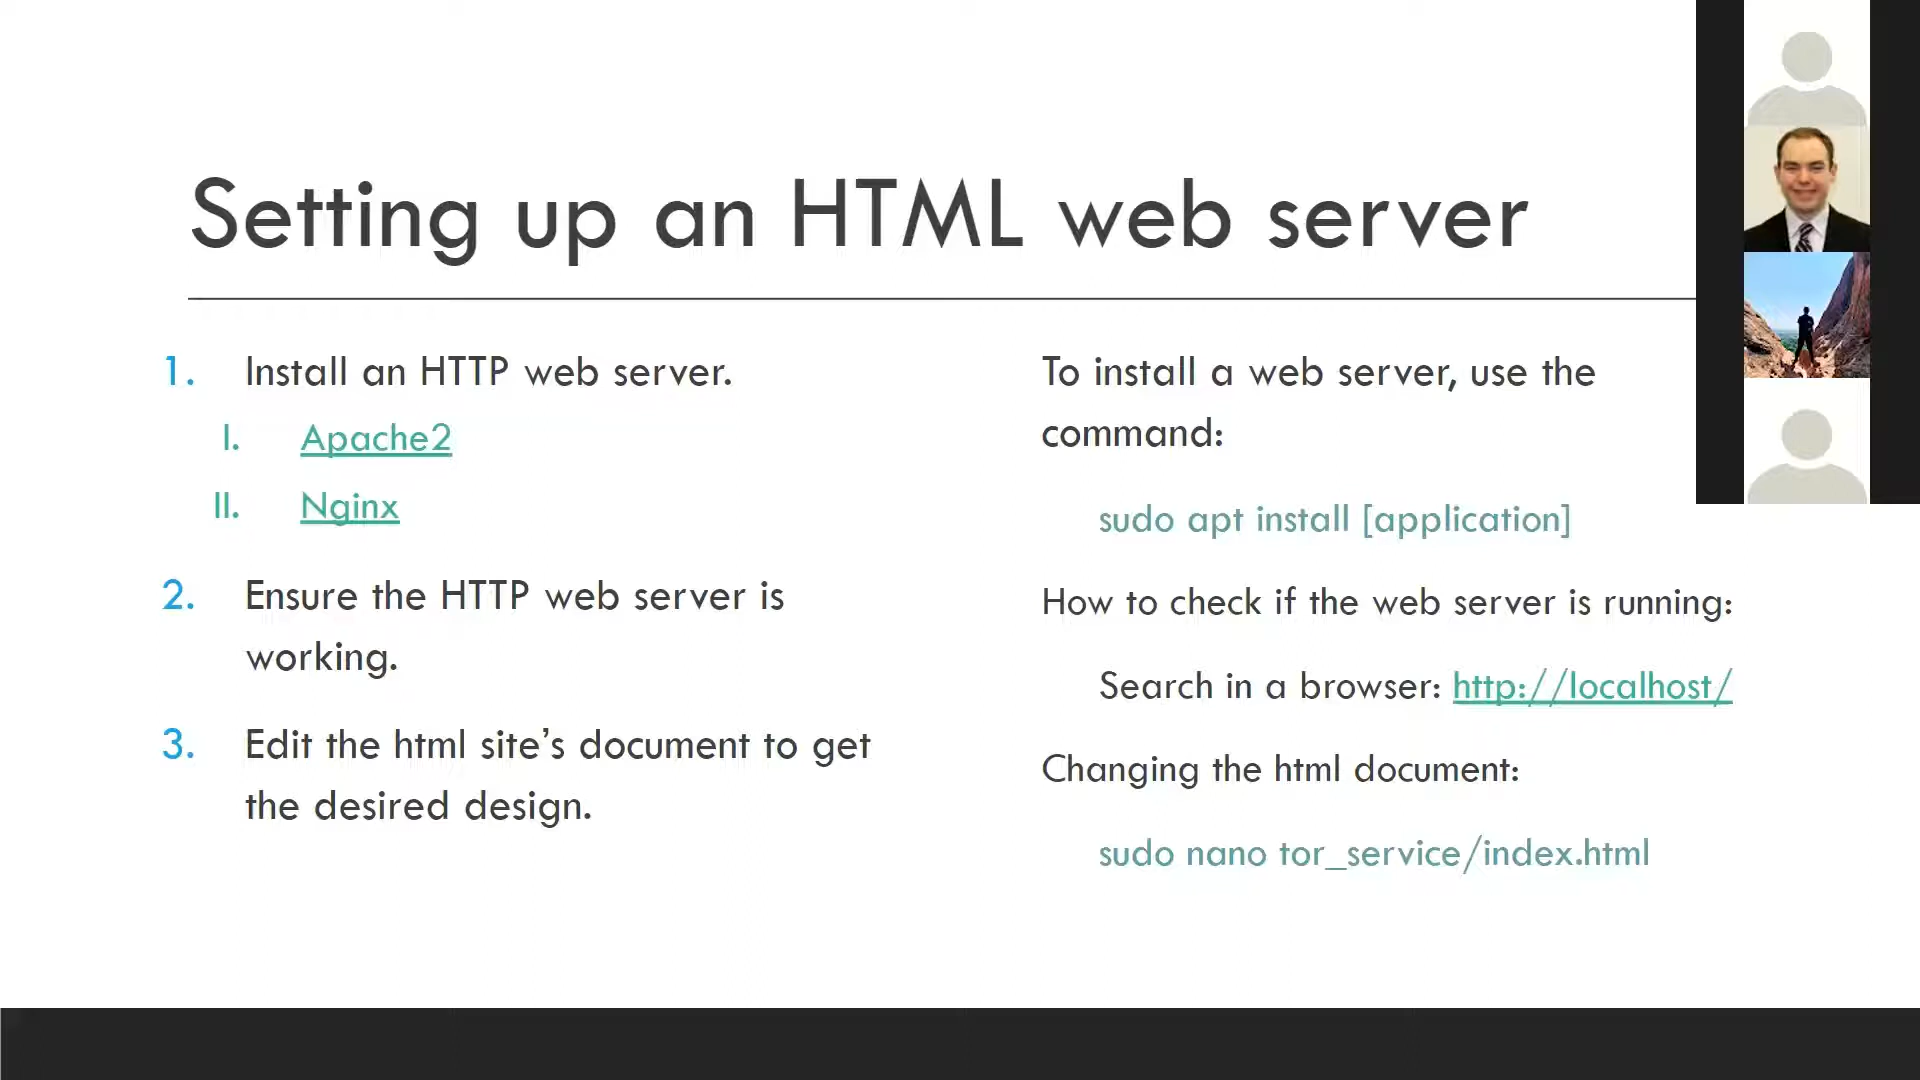 Setting up an HTML web server
1. Install an HTTP web server.
I. Apache2
II. Nginx
2. Ensure the HTTP web server is
working.
3. Edit the html site’s document to get
the desired design.
To install a web server, use the
command:
sudo apt install [application]
How to check if the web server is running:
Search in a browser: http://localhost/
Changing the html document:
sudo nano tor_service/index.html